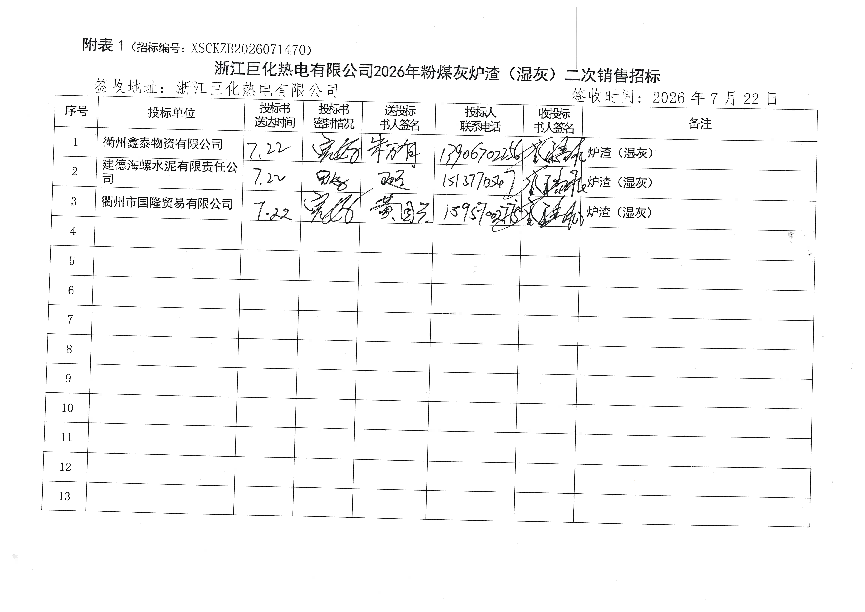 附表1（招标编号：XSCKZB2026071470）
浙江巨化热电有限公司2026年粉煤灰炉渣（湿灰）二次销售招标
签收地址：浙江巨化热电有限公司 签收时间：2026 年 7 月 22 日
序号 投标单位 投标书送达时间 投标书密封情况 送投标书人签名 投标人联系电话 收投标书人签名 备注
1 衢州鑫泰物资有限公司 7.22 完好 炉渣（湿灰）
2 建德海螺水泥有限责任公司 7.22 炉渣（湿灰）
3 衢州市国隆贸易有限公司 7.22 完好 炉渣（湿灰）
4
5
6
7
8
9
10
11
12
13